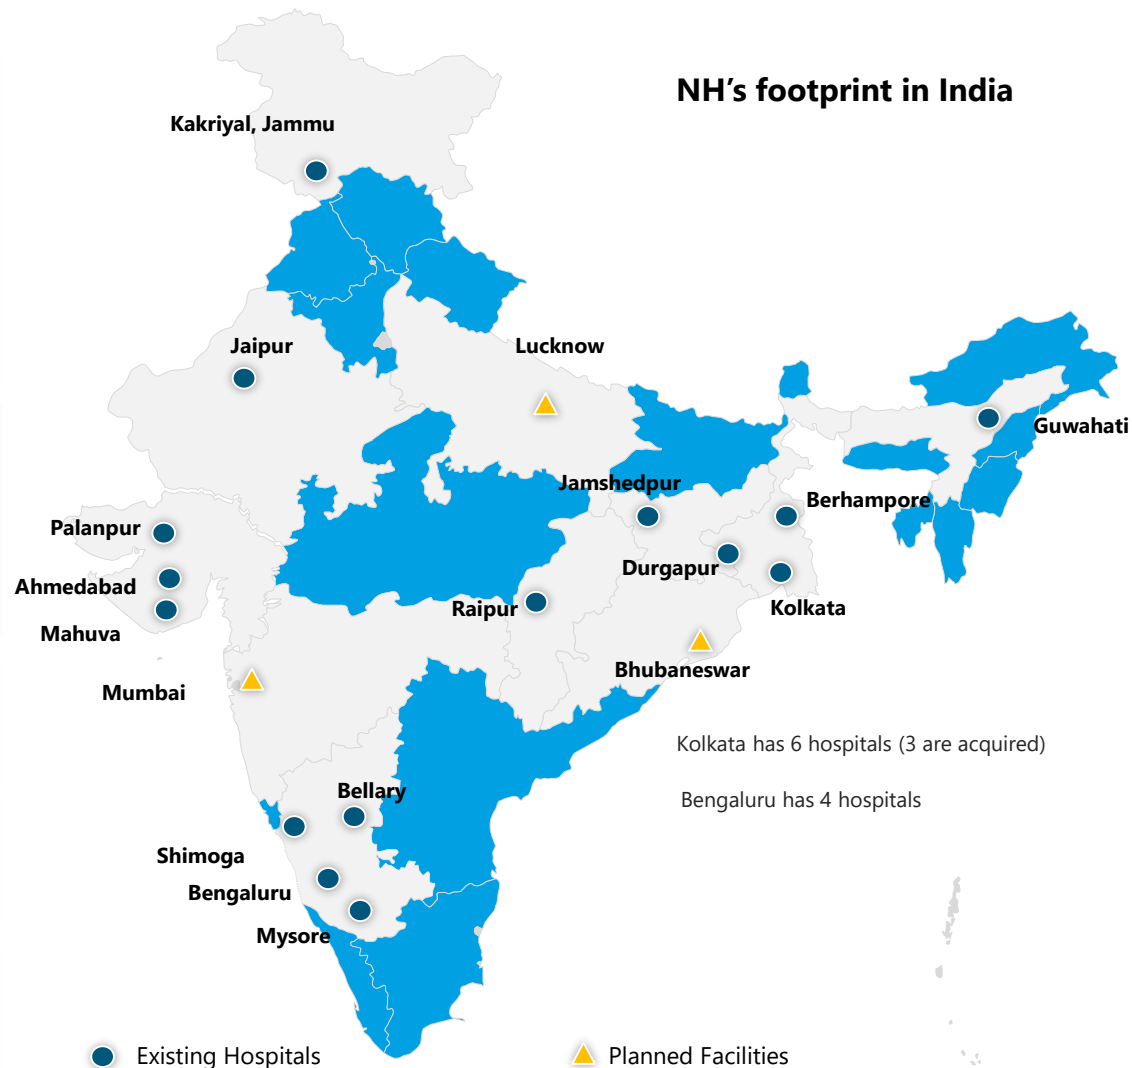 NH’s footprint in India
Kakriyal, Jammu
Jaipur
Lucknow
Guwahati
Jamshedpur
Berhampore
Palanpur
Durgapur
Ahmedabad
Raipur
Kolkata
Mahuva
Bhubaneswar
Mumbai
Kolkata has 6 hospitals (3 are acquired)
Bellary
Bengaluru has 4 hospitals
Shimoga
Bengaluru
Mysore
Existing Hospitals
Planned Facilities